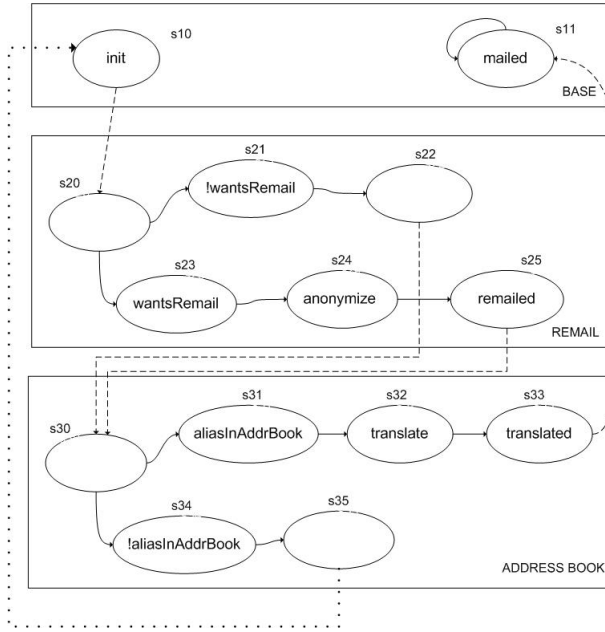 s10
s11
init
mailed
BASE
s21
s22
s20
!wantsRemail
s23
s24
s25
wantsRemail
anonymize
remailed
REMAIL
s31
s32
s33
s30
aliasInAddrBook
translate
translated
s34
s35
!aliasInAddrBook
ADDRESS BOOK